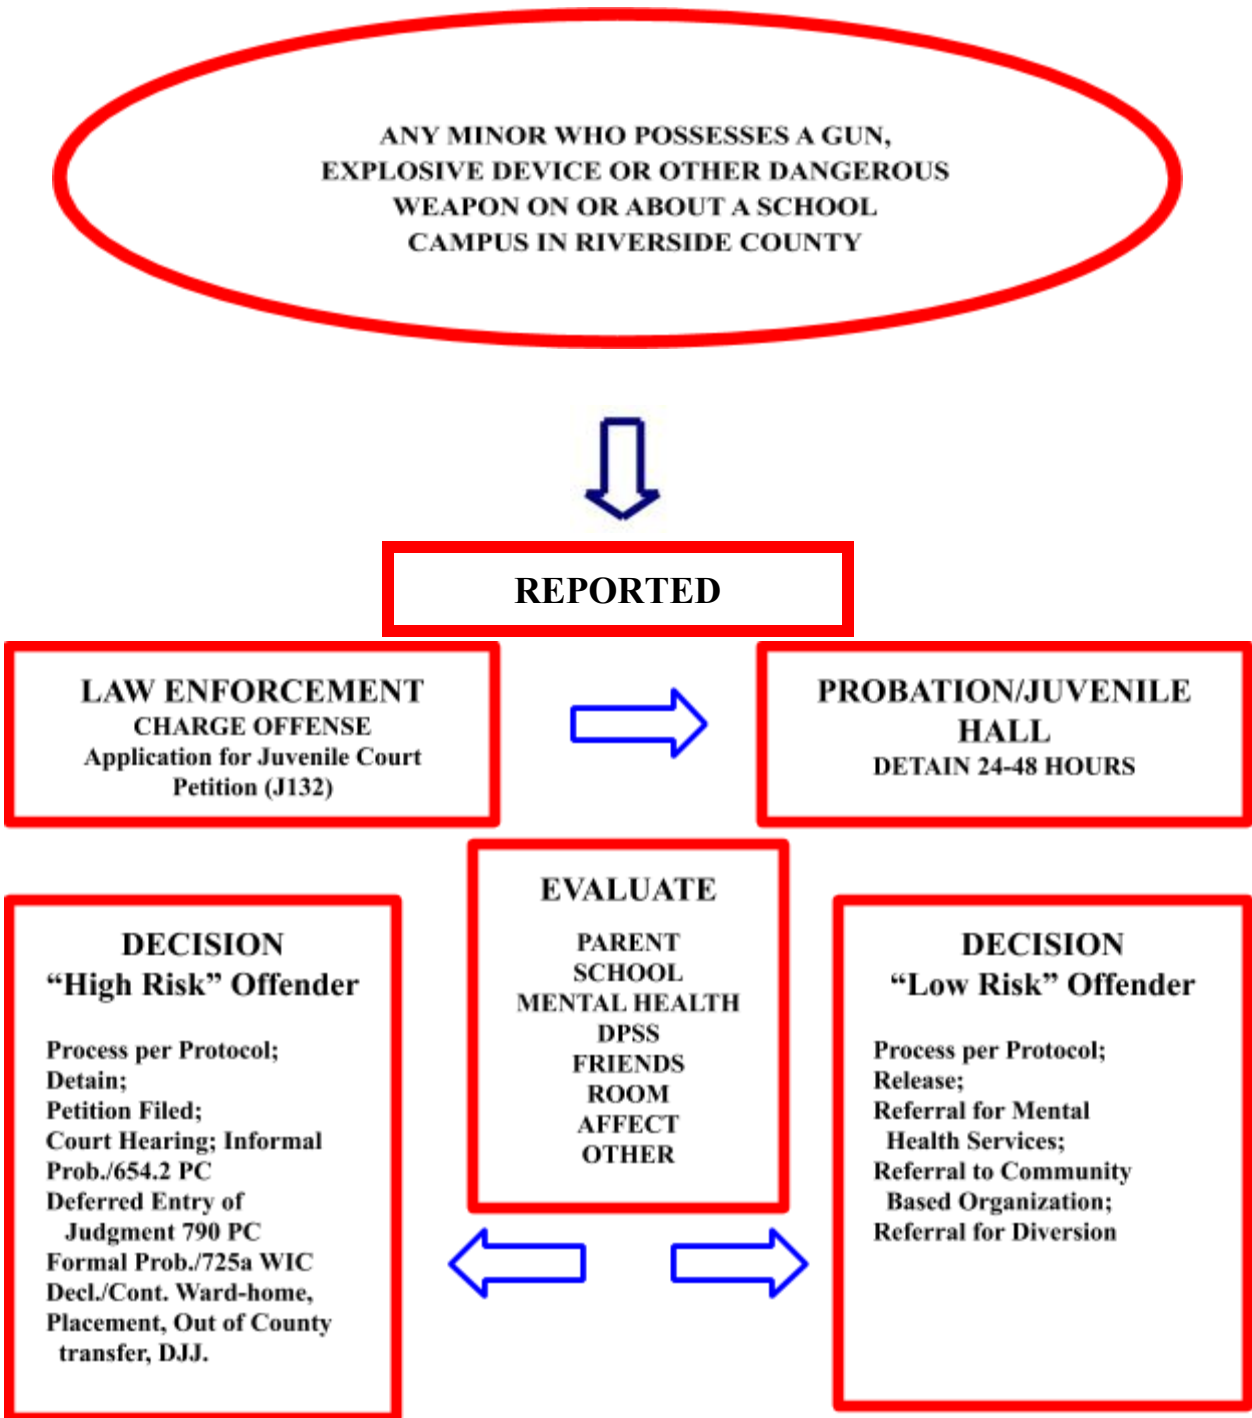 ANY MINOR WHO POSSESSES A GUN,
EXPLOSIVE DEVICE OR OTHER DANGEROUS
WEAPON ON OR ABOUT A SCHOOL
CAMPUS IN RIVERSIDE COUNTY
REPORTED
LAW ENFORCEMENT
CHARGE OFFENSE
Application for Juvenile Court
Petition (J132)
PROBATION/JUVENILE
HALL
DETAIN 24-48 HOURS
EVALUATE
PARENT
SCHOOL
MENTAL HEALTH
DPSS
FRIENDS
ROOM
AFFECT
OTHER
DECISION
“High Risk” Offender
Process per Protocol;
Detain;
Petition Filed;
Court Hearing; Informal
Prob./654.2 PC
Deferred Entry of
Judgment 790 PC
Formal Prob./725a WIC
Decl./Cont. Ward-home,
Placement, Out of County
transfer, DJJ.
DECISION
“Low Risk” Offender
Process per Protocol;
Release;
Referral for Mental
Health Services;
Referral to Community
Based Organization;
Referral for Diversion